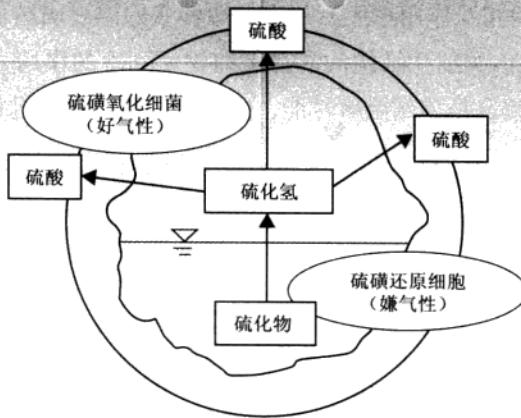 硫酸
硫磺氧化细菌
（好气性）
硫酸
硫酸
硫化氢
硫磺还原细胞
（嫌气性）
硫化物